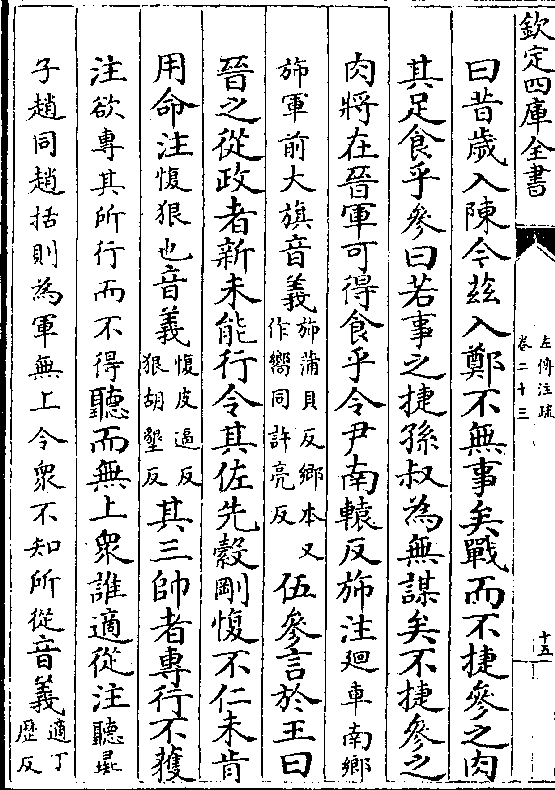 欽定四庫全書
左傳注疏
卷二十三
十五
曰昔歲入陳今兹入鄭不無事矣戰而不捷參之肉
其足食乎參曰若事之捷孫叔為無謀矣不捷參之
肉將在晉軍可得食乎令尹南轅反斾注廻車南鄉
斾軍前大旗音義斾蒲貝反鄉本又作嚮同許亮反伍參言於王曰
晉之從政者新未能行令其佐先縠剛愎不仁未肯
用命注愎狠也音義愎皮逼反狠胡墾反其三帥者專行不獲
注欲專其所行而不得聽而無上衆誰適從注聽彘
子趙同趙括則為軍無上令衆不知所從音義適丁歴反